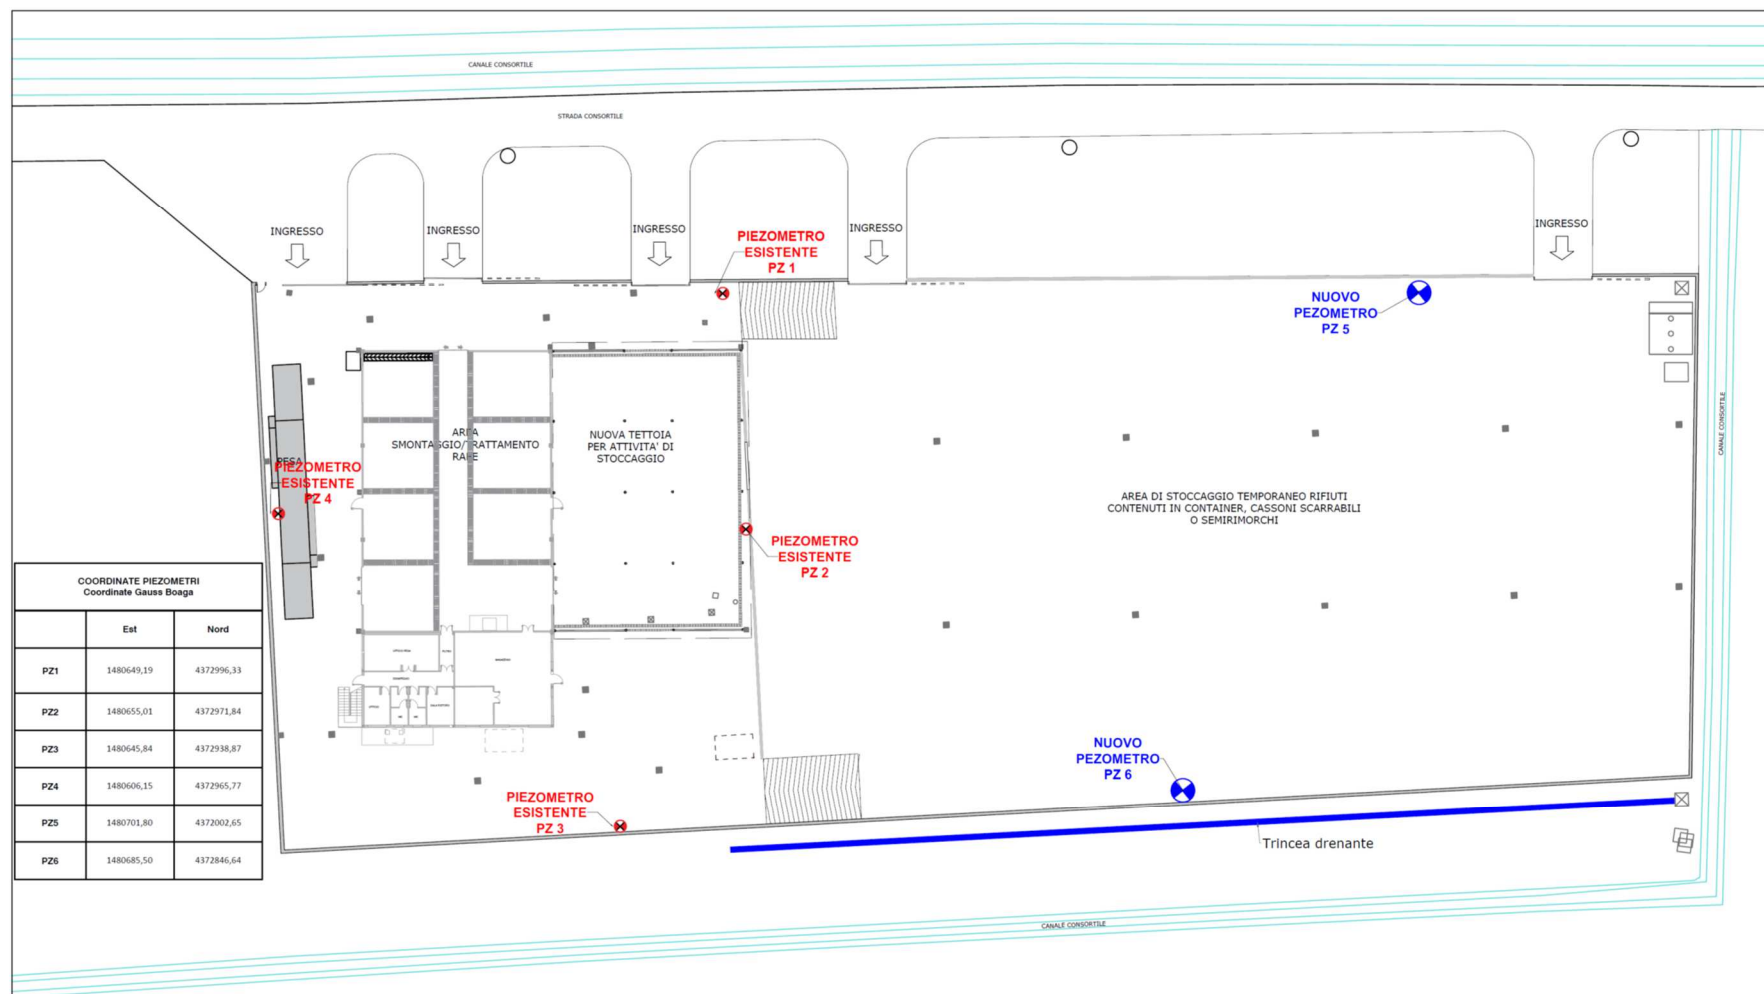 CANALE CONSORTILE
STRADA CONSORTILE
INGRESSO
INGRESSO
INGRESSO
INGRESSO
INGRESSO
PIEZOMETRO
ESISTENTE
PZ 1
NUOVO
PEZOMETRO
PZ 5
CANALE CONSORTILE
AREA
SMONTAGGIO/TRATTAMENTO
RAEE
NUOVA TETTOIA
PER ATTIVITA' DI
STOCCAGGIO
PESA
PIEZOMETRO
ESISTENTE
PZ 4
AREA DI STOCCAGGIO TEMPORANEO RIFIUTI
CONTENUTI IN CONTAINER, CASSONI SCARRABILI
O SEMIRIMORCHI
PIEZOMETRO
ESISTENTE
PZ 2
COORDINATE PIEZOMETRI
Coordinate Gauss Boaga
Est Nord
PZ1 1480649,19 4372996,33
PZ2 1480655,01 4372971,84
PZ3 1480645,84 4372938,87
PZ4 1480606,15 4372965,77
PZ5 1480701,80 4372002,65
PZ6 1480685,50 4372846,64
NUOVO
PEZOMETRO
PZ 6
PIEZOMETRO
ESISTENTE
PZ 3
Trincea drenante
CANALE CONSORTILE